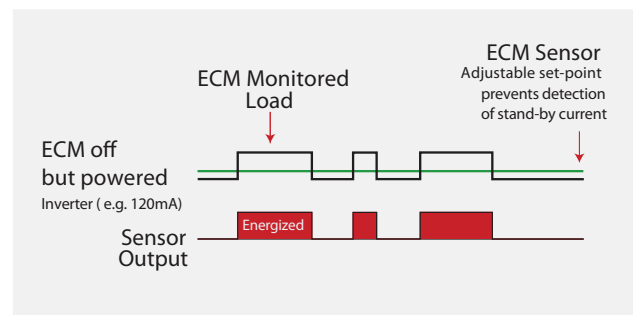 ECM Sensor
Adjustable set-point
prevents detection
of stand-by current
ECM Monitored
Load
ECM off
but powered
Inverter ( e.g. 120mA)
Energized
Sensor
Output